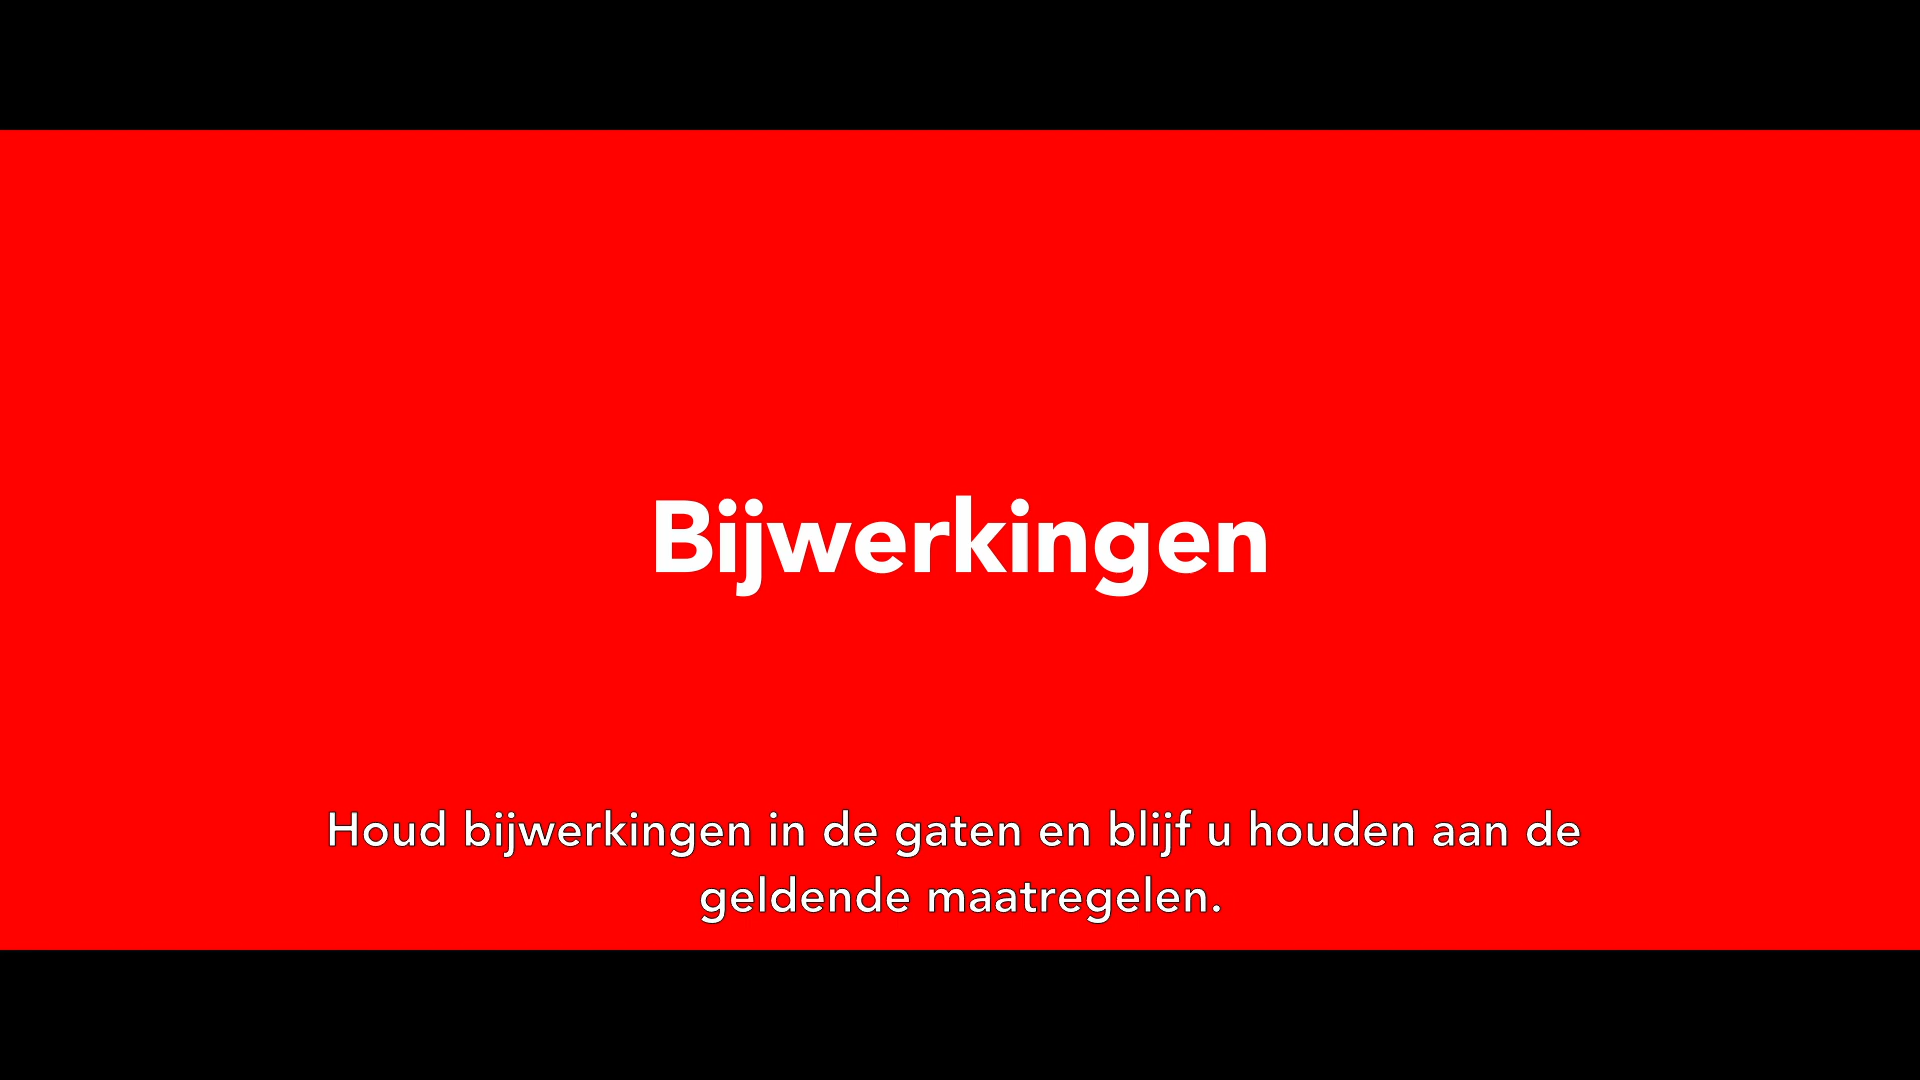 Bijwerkingen
Houd bijwerkingen in de gaten en blijf u houden aan de
geldende maatregelen.